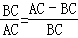 BC/AC = (AC − BC)/BC